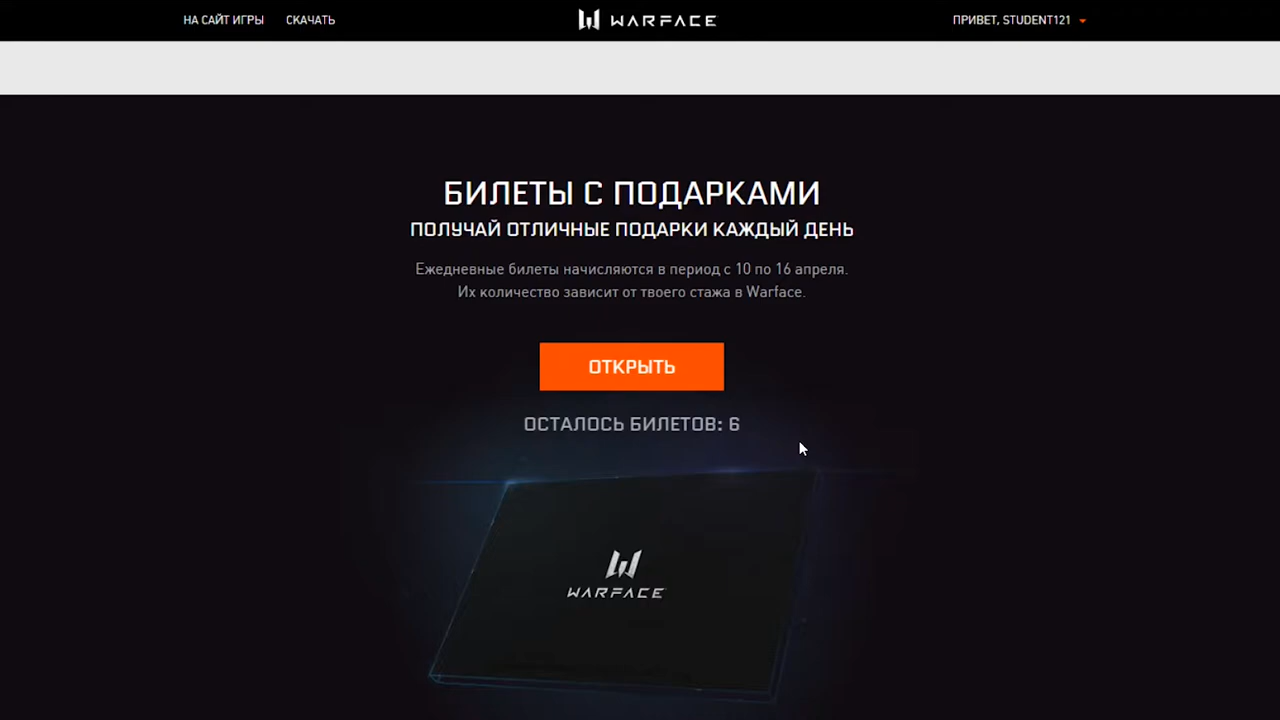 НА САЙТ ИГРЫ СКАЧАТЬ WARFACE ПРИВЕТ, STUDENT121
БИЛЕТЫ С ПОДАРКАМИ
ПОЛУЧАЙ ОТЛИЧНЫЕ ПОДАРКИ КАЖДЫЙ ДЕНЬ
Ежедневные билеты начисляются в период с 10 по 16 апреля.
Их количество зависит от твоего стажа в Warface.
ОТКРЫТЬ
ОСТАЛОСЬ БИЛЕТОВ: 6
WARFACE